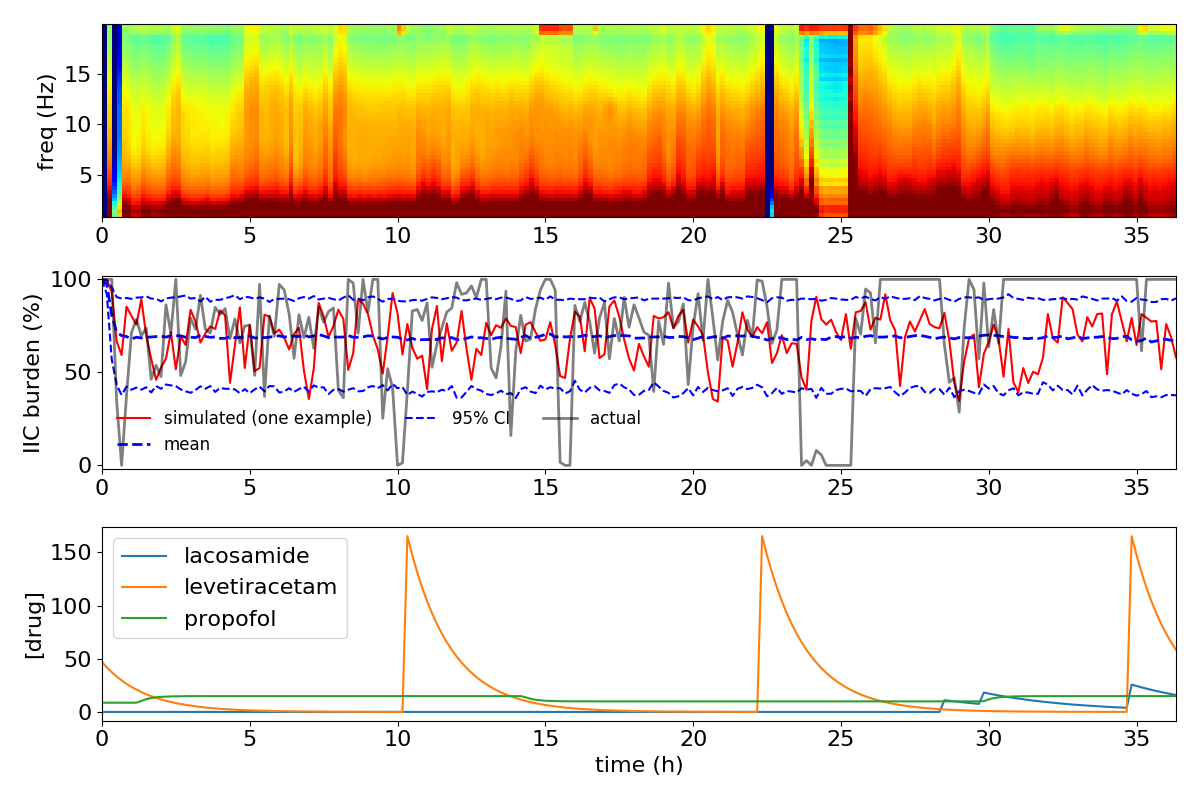 freq (Hz)
15
10
5
0 5 10 15 20 25 30 35
IIC burden (%)
100
50
0
simulated (one example) 95% CI actual
mean
0 5 10 15 20 25 30 35
[drug]
150
100
50
0
lacosamide
levetiracetam
propofol
0 5 10 15 20 25 30 35
time (h)